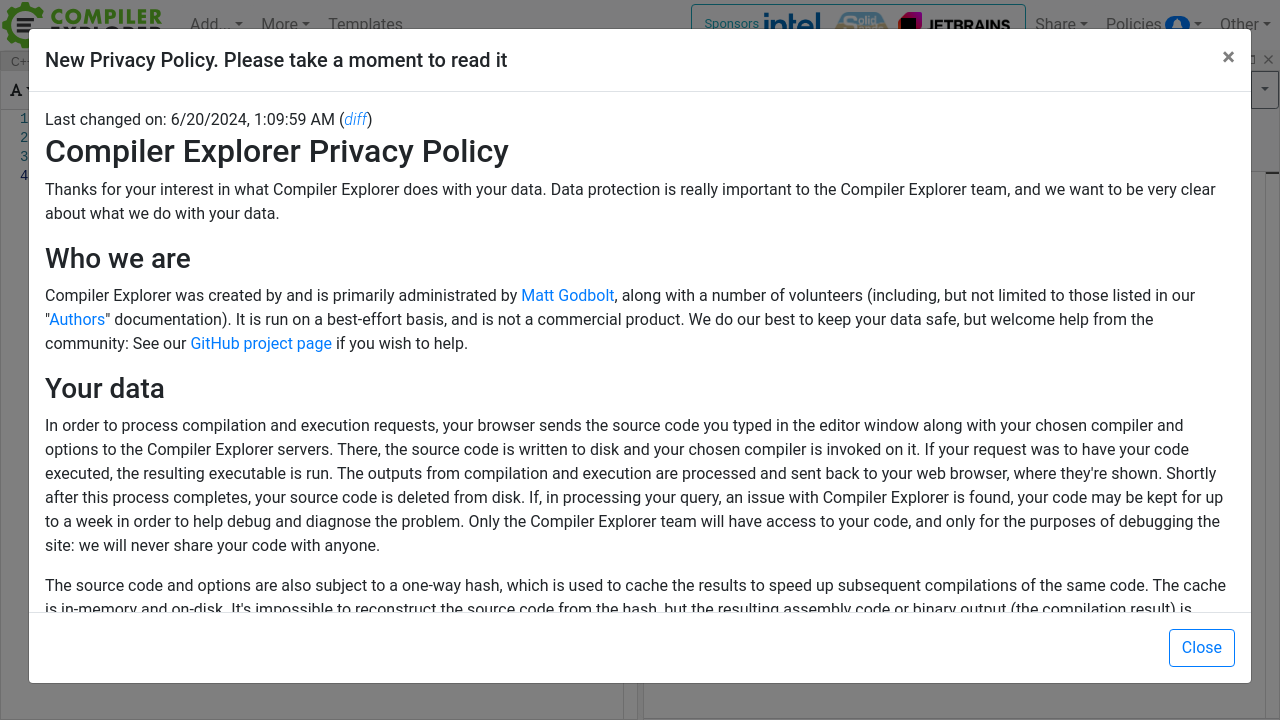 COMPILER
EXPLORER
Add...
More
Templates
Sponsors
intel
Solid
Sands
JETBRAINS
Share
Policies
Other
C++
A
1
2
3
4
New Privacy Policy. Please take a moment to read it
×
Last changed on: 6/20/2024, 1:09:59 AM (diff)
Compiler Explorer Privacy Policy
Thanks for your interest in what Compiler Explorer does with your data. Data protection is really important to the Compiler Explorer team, and we want to be very clear
about what we do with your data.
Who we are
Compiler Explorer was created by and is primarily administrated by Matt Godbolt, along with a number of volunteers (including, but not limited to those listed in our
"Authors" documentation). It is run on a best-effort basis, and is not a commercial product. We do our best to keep your data safe, but welcome help from the
community: See our GitHub project page if you wish to help.
Your data
In order to process compilation and execution requests, your browser sends the source code you typed in the editor window along with your chosen compiler and
options to the Compiler Explorer servers. There, the source code is written to disk and your chosen compiler is invoked on it. If your request was to have your code
executed, the resulting executable is run. The outputs from compilation and execution are processed and sent back to your web browser, where they're shown. Shortly
after this process completes, your source code is deleted from disk. If, in processing your query, an issue with Compiler Explorer is found, your code may be kept for up
to a week in order to help debug and diagnose the problem. Only the Compiler Explorer team will have access to your code, and only for the purposes of debugging the
site: we will never share your code with anyone.
The source code and options are also subject to a one-way hash, which is used to cache the results to speed up subsequent compilations of the same code. The cache
is in-memory and on-disk. It's impossible to reconstruct the source code from the hash, but the resulting assembly code or binary output (the compilation result) is
Close